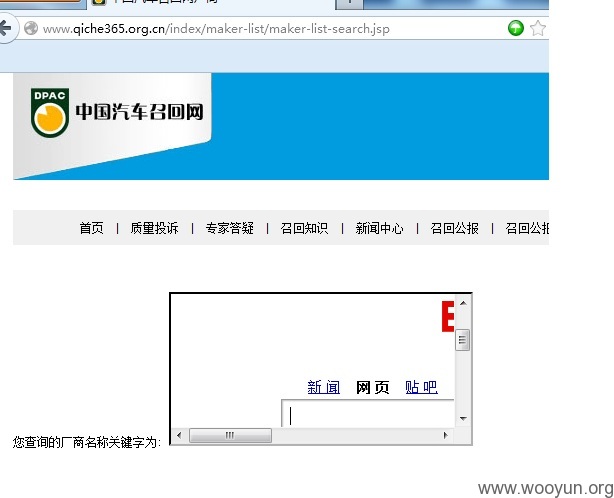 www.qiche365.org.cn/index/maker-list/maker-list-search.jsp
DPAC
中国汽车召回网
首页 | 质量投诉 | 专家答疑 | 召回知识 | 新闻中心 | 召回公报 | 召回公报
新闻 网页 贴吧
您查询的厂商名称关键字为:
www.wooyun.org